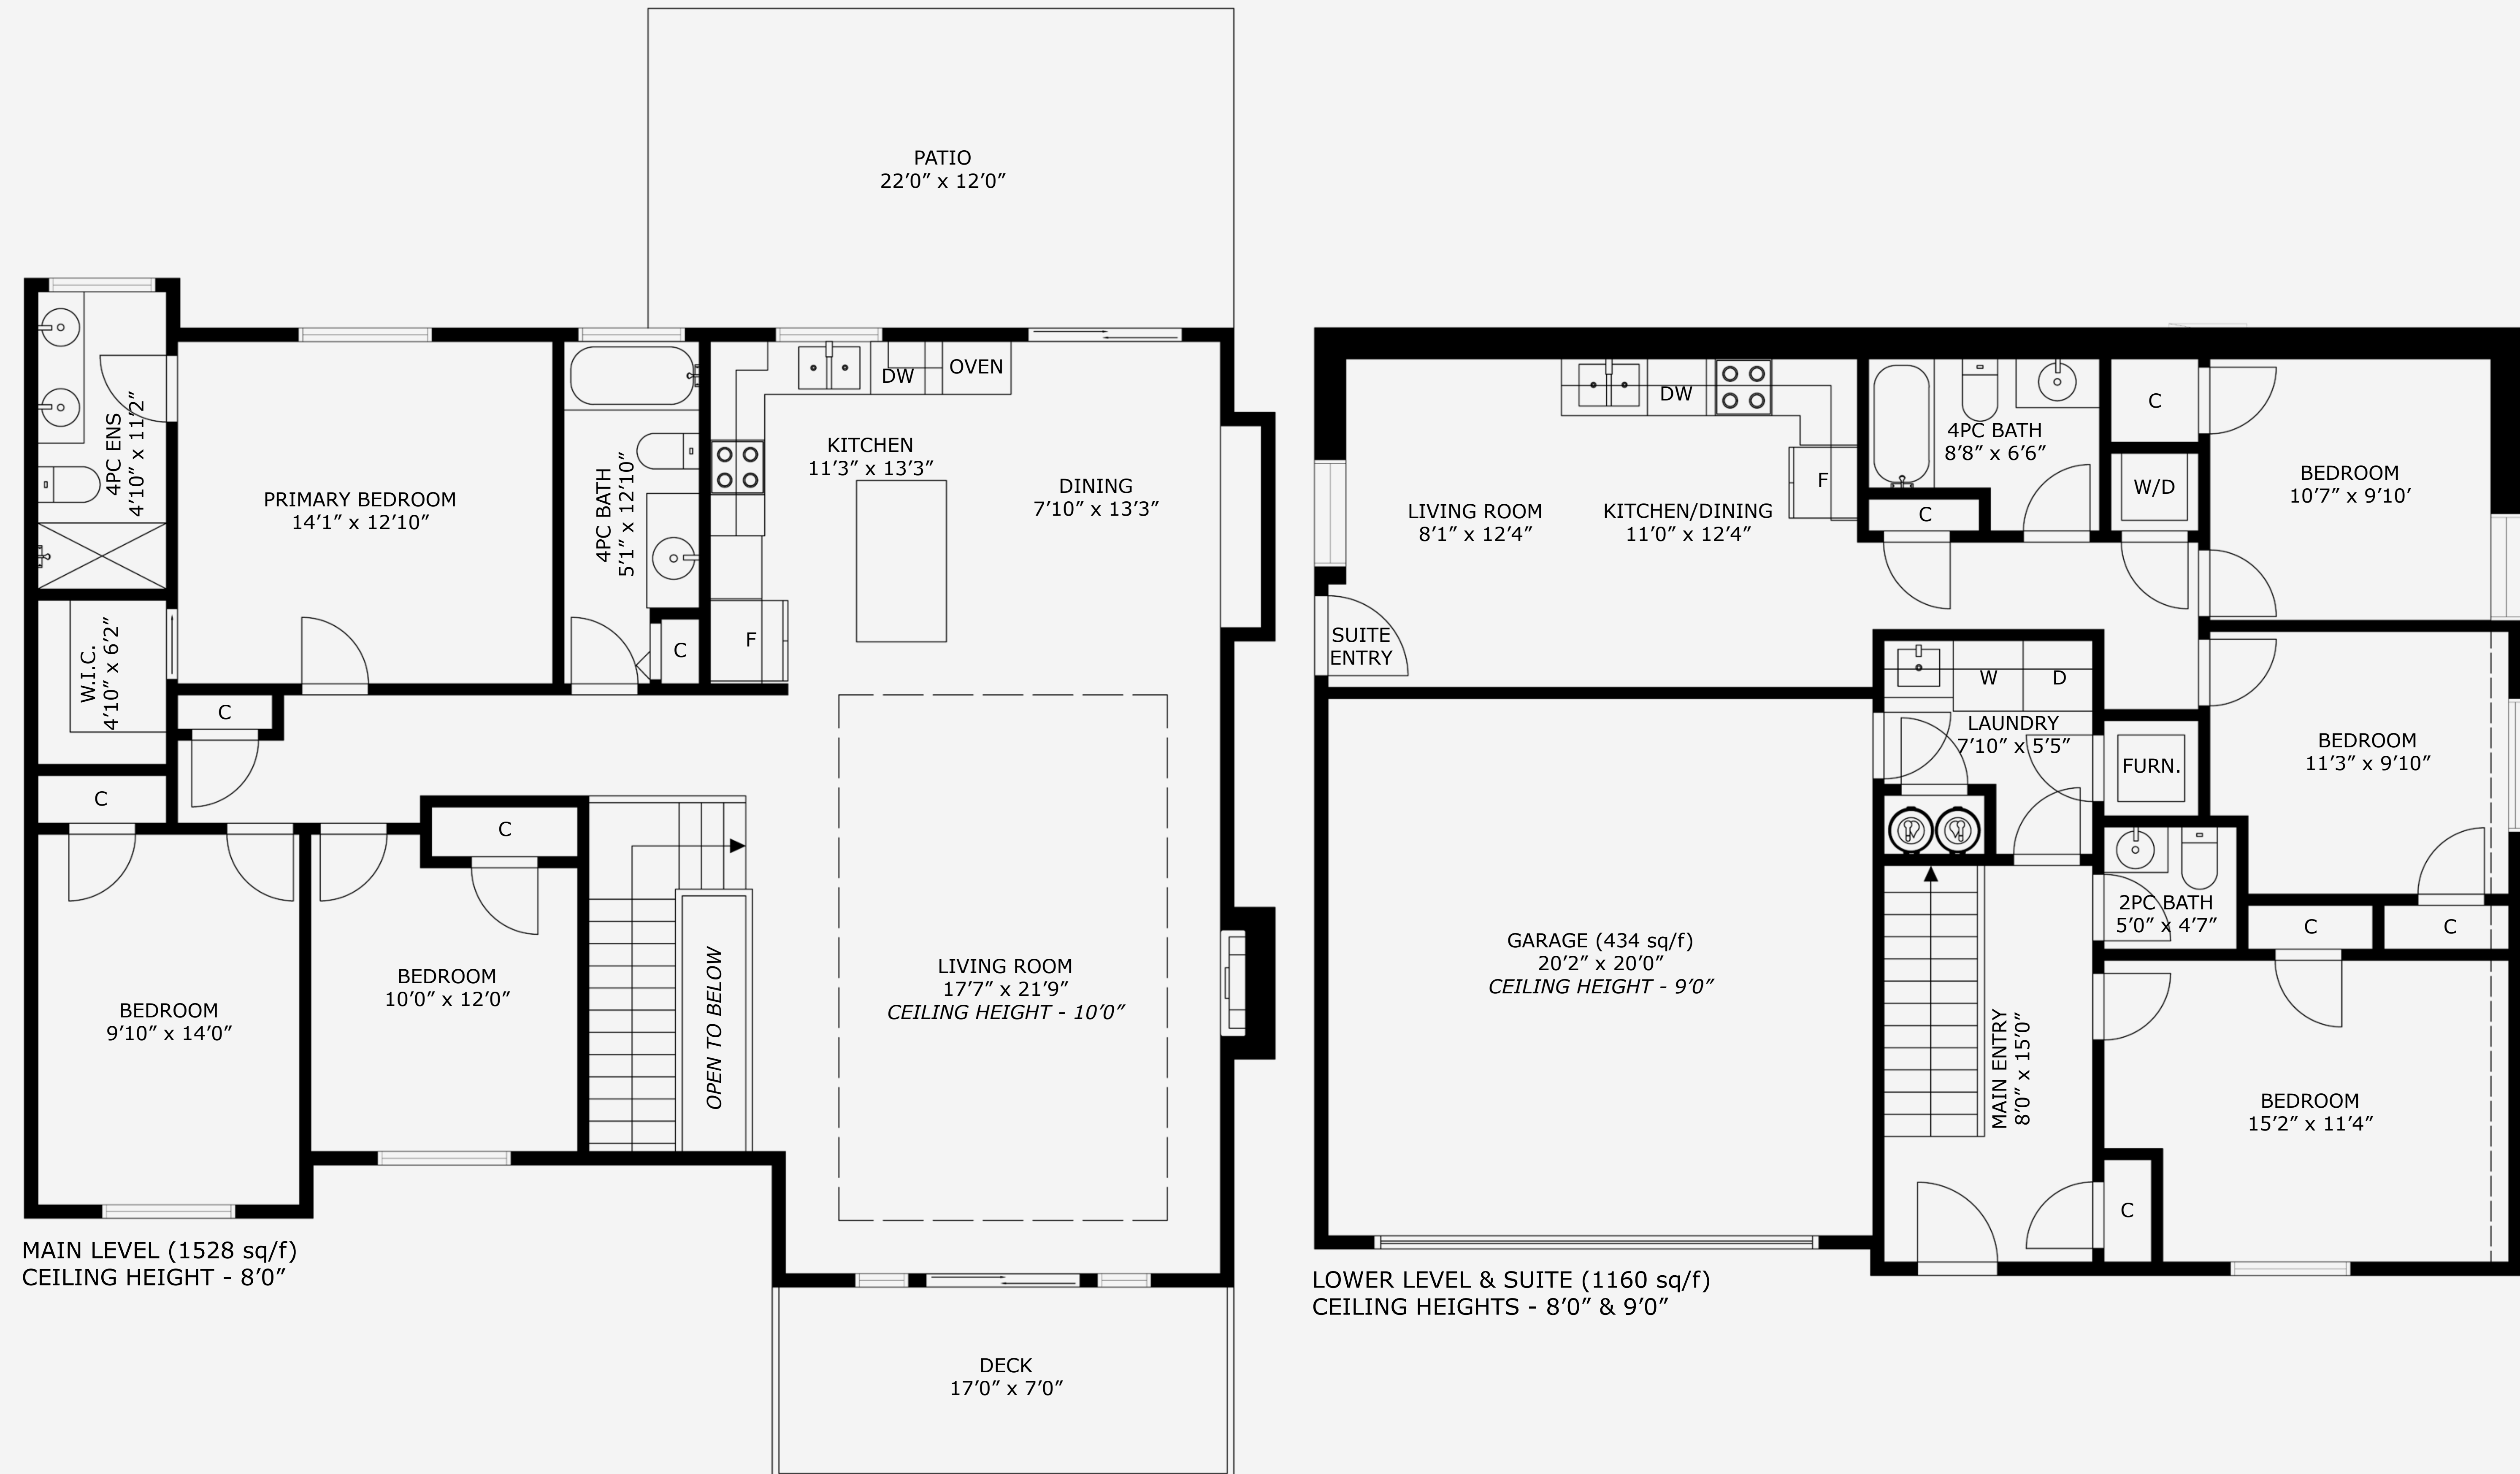 PATIO
22’0” x 12’0”
4PC ENS
4’10” x 11’2”
PRIMARY BEDROOM
14’1” x 12’10”
4PC BATH
5’1” x 12’10”
DW
OVEN
KITCHEN
11’3” x 13’3”
DINING
7’10” x 13’3”
W.I.C.
4’10” x 6’2”
C
F
C
C
C
BEDROOM
9’10” x 14’0”
BEDROOM
10’0” x 12’0”
OPEN TO BELOW
LIVING ROOM
17’7” x 21’9”
CEILING HEIGHT - 10’0”
MAIN LEVEL (1528 sq/f)
CEILING HEIGHT - 8’0”
DECK
17’0” x 7’0”
DW
F
LIVING ROOM
8’1” x 12’4”
KITCHEN/DINING
11’0” x 12’4”
4PC BATH
8’8” x 6’6”
C
C
W/D
BEDROOM
10’7” x 9’10’
SUITE
ENTRY
W
D
LAUNDRY
7’10” x 5’5”
FURN.
BEDROOM
11’3” x 9’10”
2PC BATH
5’0” x 4’7”
C
C
GARAGE (434 sq/f)
20’2” x 20’0”
CEILING HEIGHT - 9’0”
MAIN ENTRY
8’0” x 15’0”
BEDROOM
15’2” x 11’4”
C
LOWER LEVEL & SUITE (1160 sq/f)
CEILING HEIGHTS - 8’0” & 9’0”